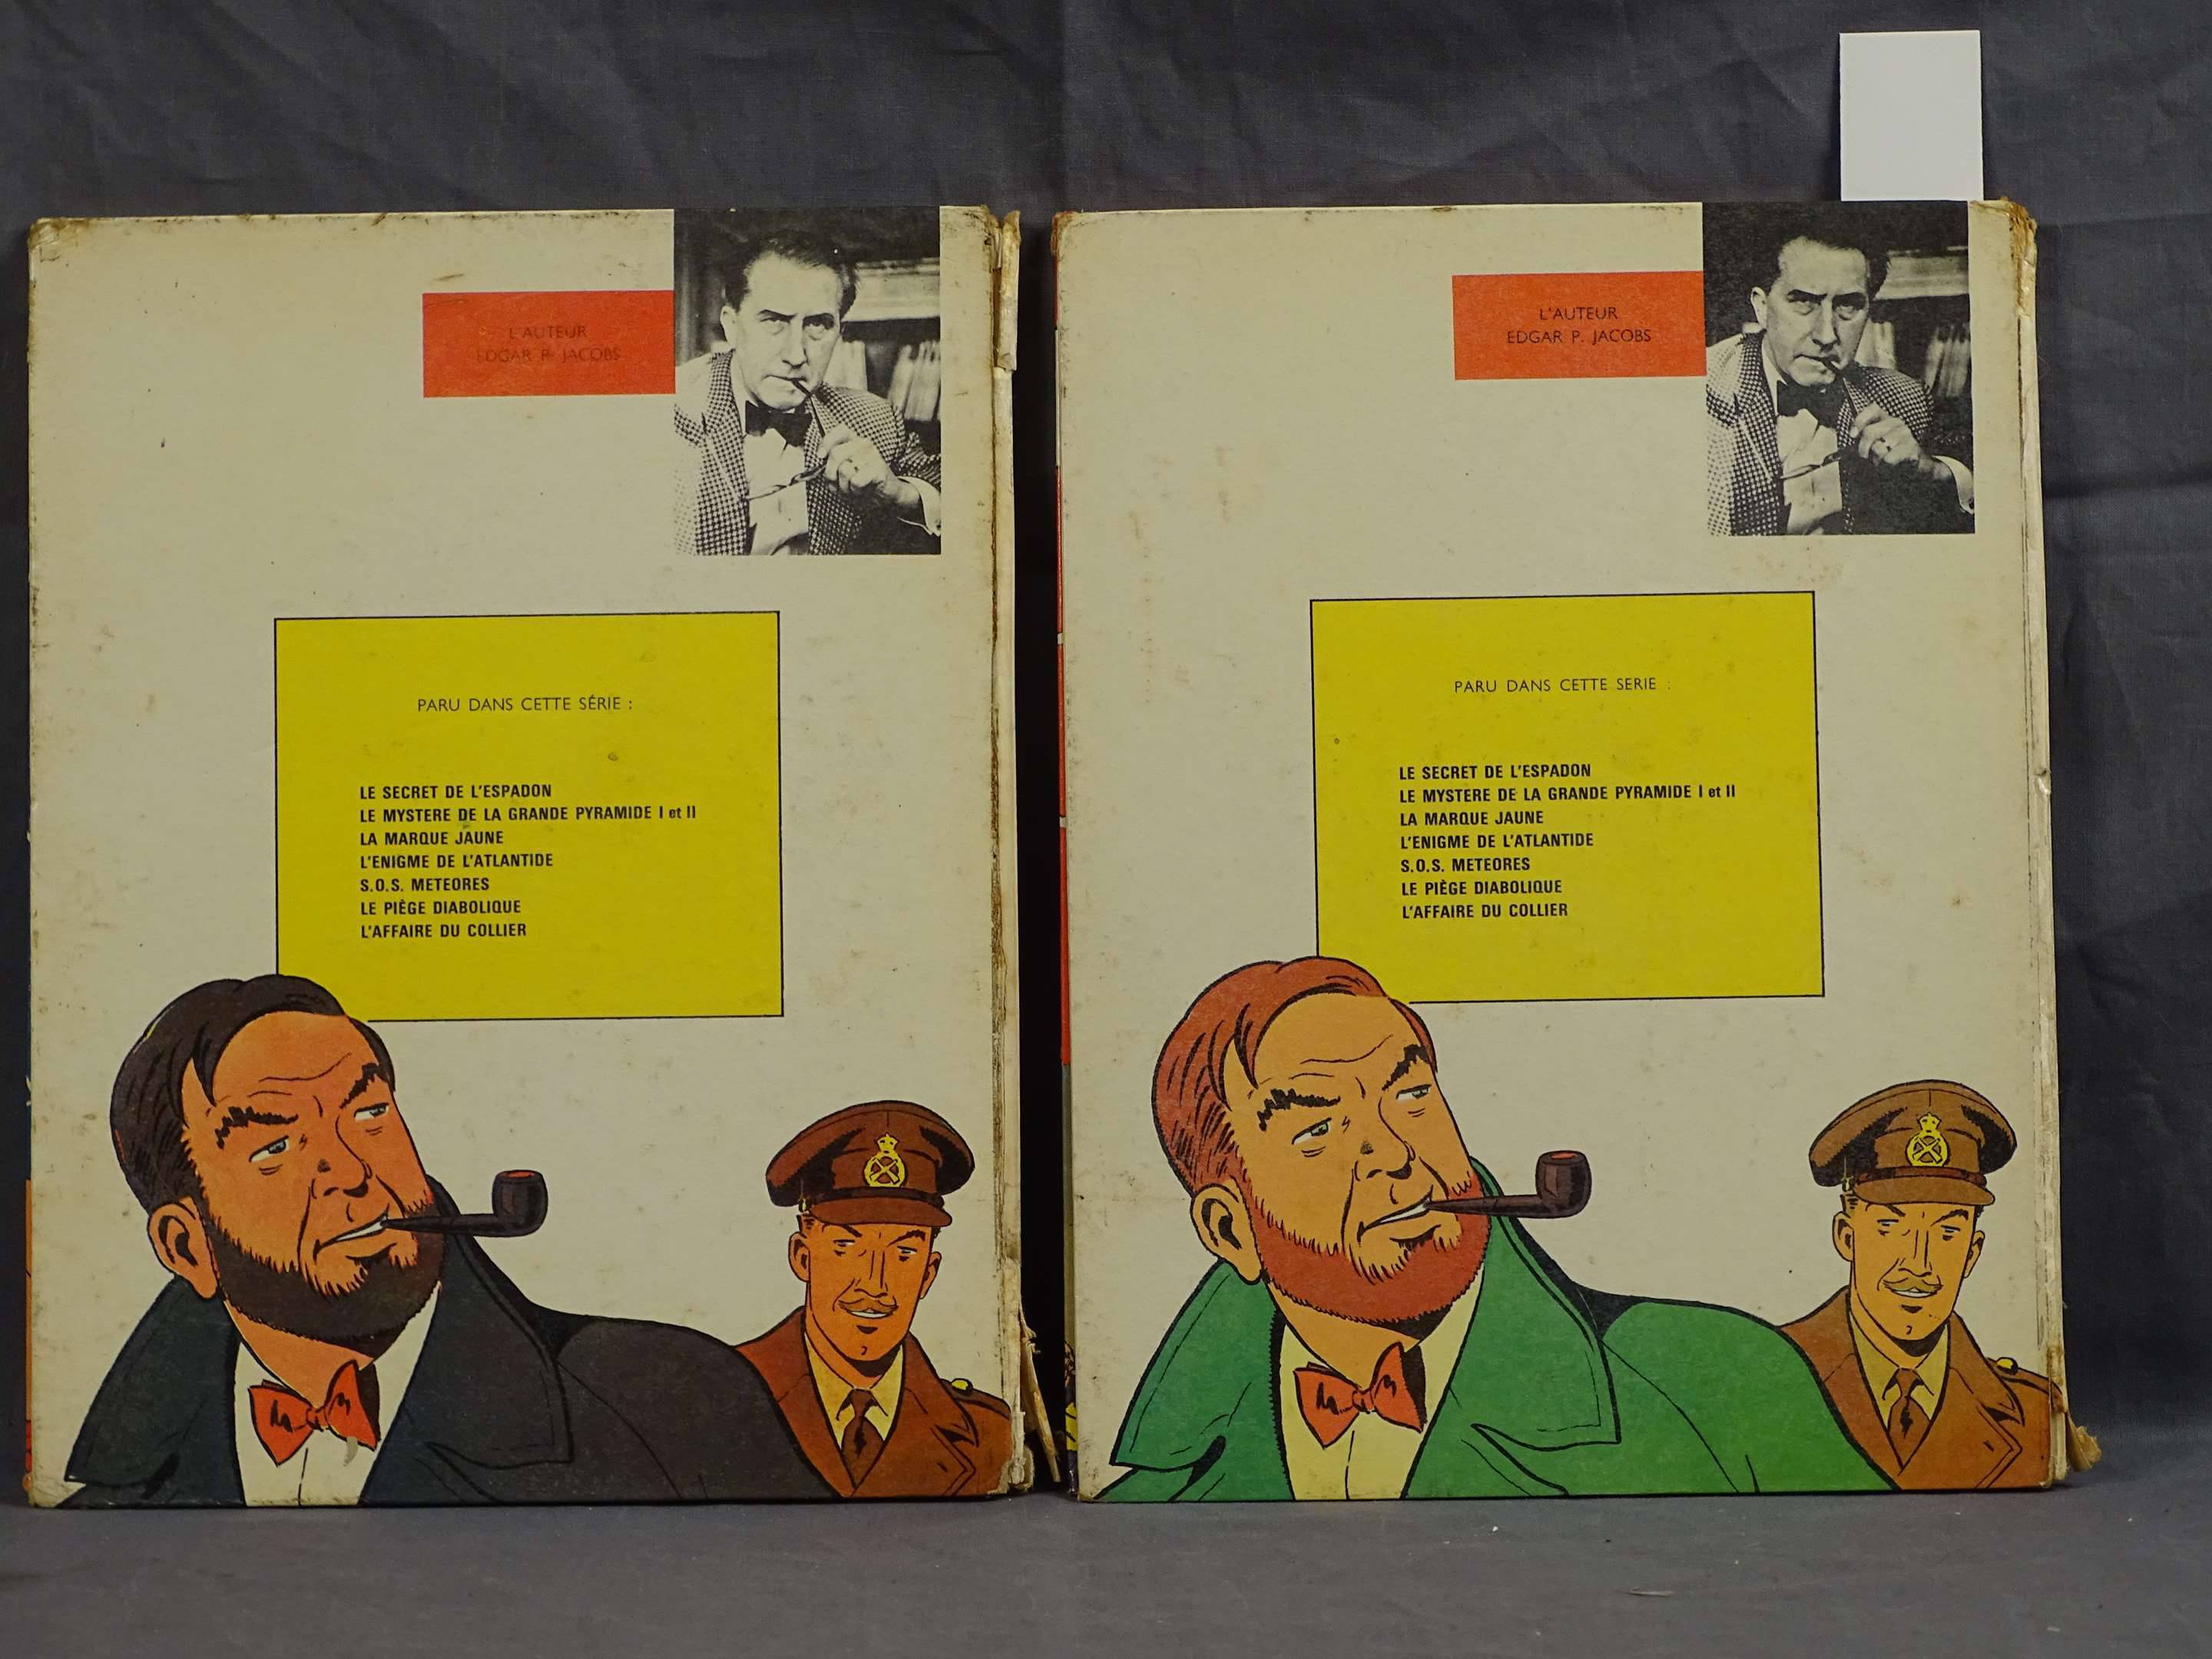 L'AUTEUR
EDGAR P. JACOBS
PARU DANS CETTE SÉRIE :
LE SECRET DE L'ESPADON
LE MYSTERE DE LA GRANDE PYRAMIDE I et II
LA MARQUE JAUNE
L'ENIGME DE L'ATLANTIDE
S.O.S. METEORES
LE PIÈGE DIABOLIQUE
L'AFFAIRE DU COLLIER
L'AUTEUR
EDGAR P. JACOBS
PARU DANS CETTE SERIE :
LE SECRET DE L'ESPADON
LE MYSTERE DE LA GRANDE PYRAMIDE I et II
LA MARQUE JAUNE
L'ENIGME DE L'ATLANTIDE
S.O.S. METEORES
LE PIÈGE DIABOLIQUE
L'AFFAIRE DU COLLIER